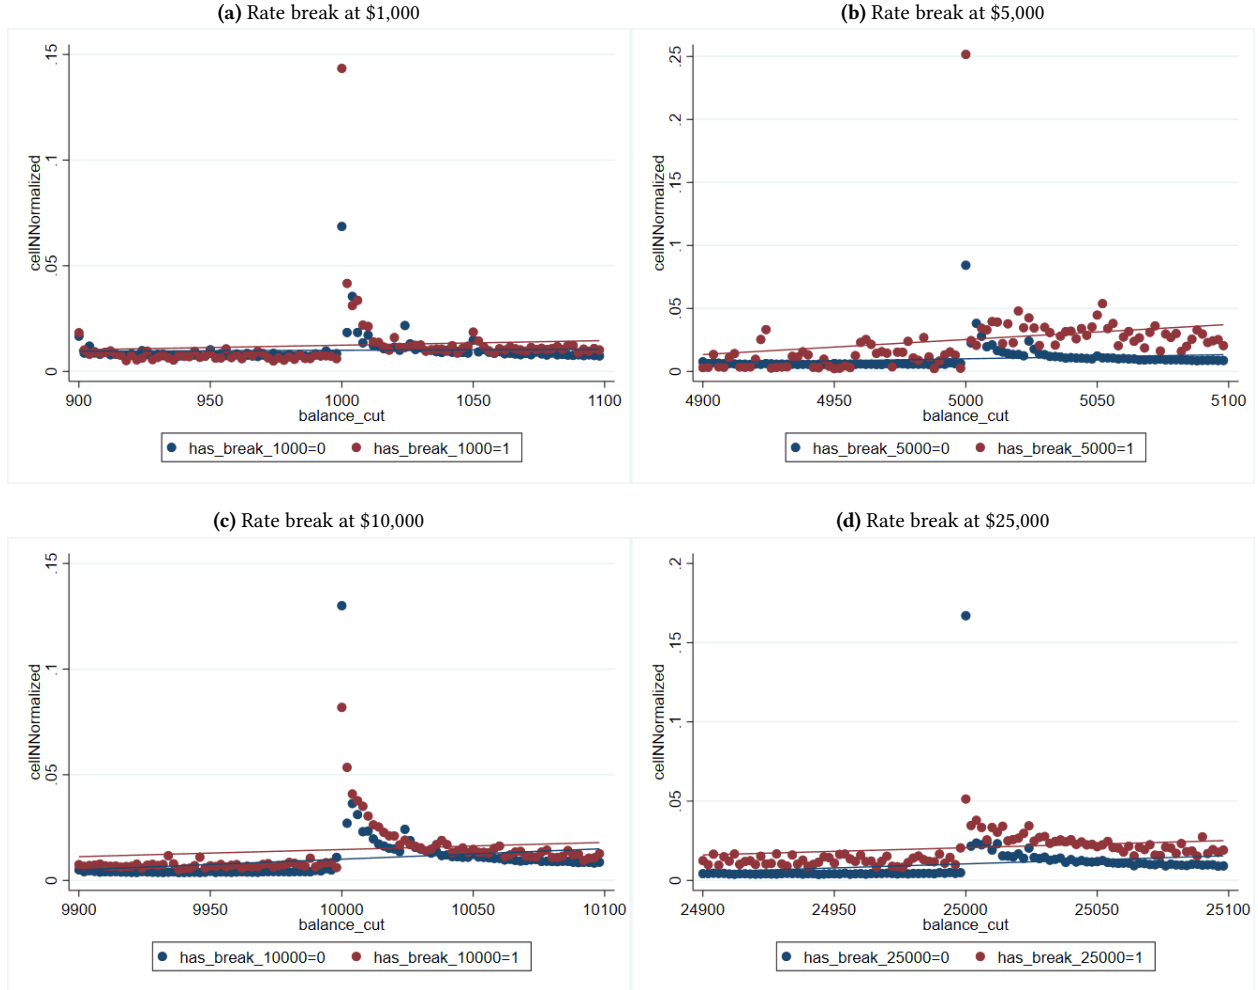 (a) Rate break at $1,000
cellNNormalized
0 .05 .1 .15
900 950 1000 1050 1100
balance_cut
has_break_1000=0 has_break_1000=1
(b) Rate break at $5,000
cellNNormalized
0 .05 .1 .15 .2 .25
4900 4950 5000 5050 5100
balance_cut
has_break_5000=0 has_break_5000=1
(c) Rate break at $10,000
cellNNormalized
0 .05 .1 .15
9900 9950 10000 10050 10100
balance_cut
has_break_10000=0 has_break_10000=1
(d) Rate break at $25,000
cellNNormalized
0 .05 .1 .15 .2
24900 24950 25000 25050 25100
balance_cut
has_break_25000=0 has_break_25000=1